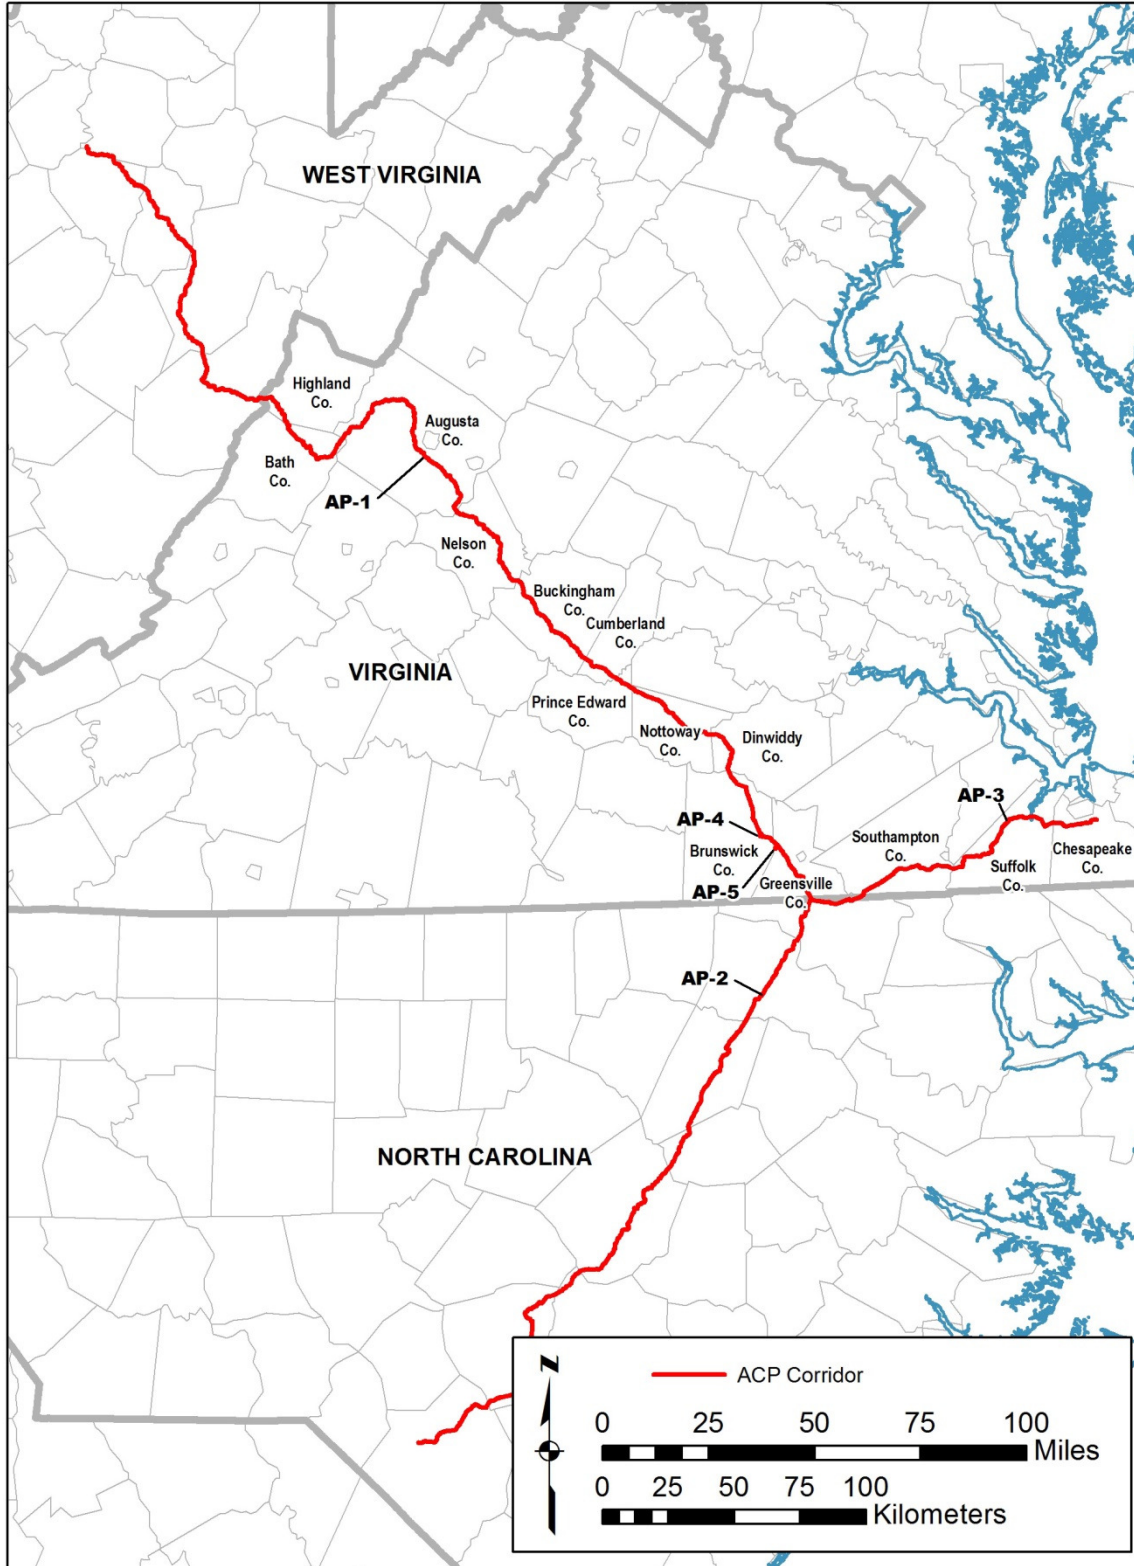 WEST VIRGINIA
Highland
Co.
Augusta
Co.
Bath
Co.
AP-1
Nelson
Co.
Buckingham
Co.
Cumberland
Co.
VIRGINIA
Prince Edward
Co.
Nottoway
Co.
Dinwiddy
Co.
AP-3
AP-4
Southampton
Co.
Chesapeake
Co.
Brunswick
Co.
Suffolk
Co.
AP-5
Greensville
Co.
AP-2
NORTH CAROLINA
Z
ACP Corridor
0 25 50 75 100
Miles
0 25 50 75 100
Kilometers